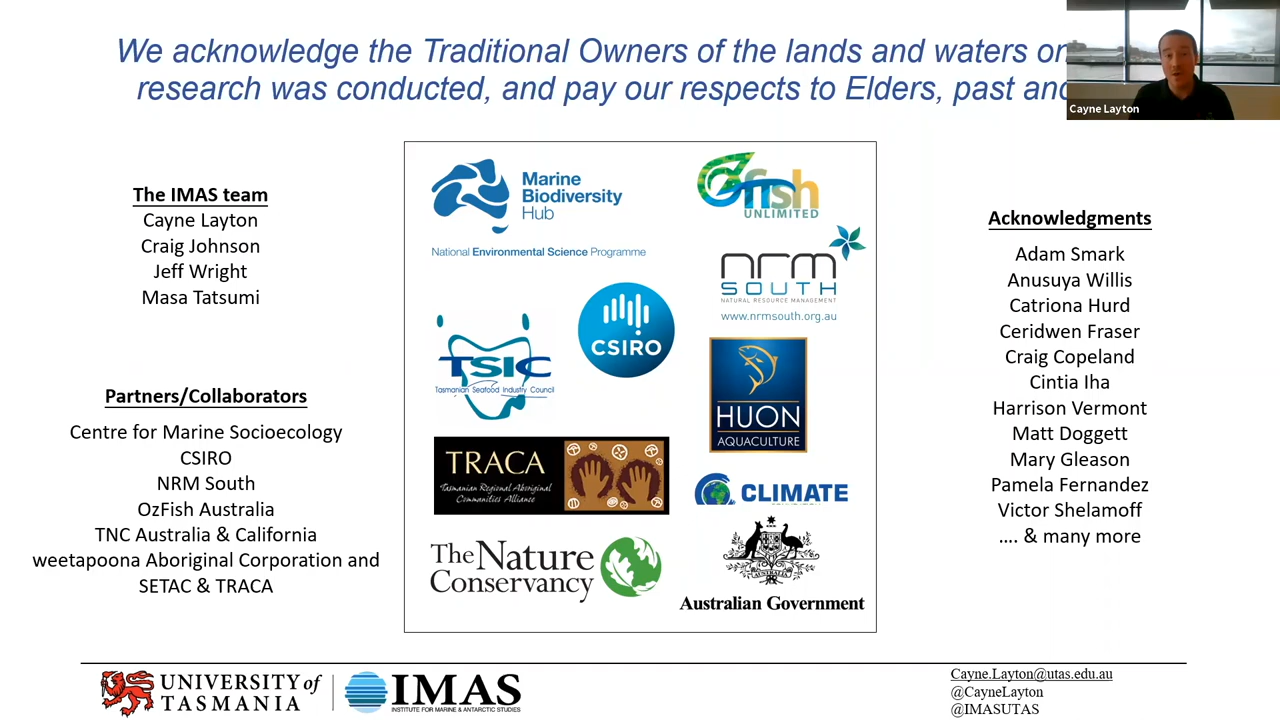 We acknowledge the Traditional Owners of the lands and waters on
research was conducted, and pay our respects to Elders, past and
Cayne Layton
The IMAS team
Cayne Layton
Craig Johnson
Jeff Wright
Masa Tatsumi
Partners/Collaborators
Centre for Marine Socioecology
CSIRO
NRM South
OzFish Australia
TNC Australia & California
weetapoona Aboriginal Corporation and
SETAC & TRACA
Marine
Biodiversity
Hub
National Environmental Science Programme
Ozfish
UNLIMITED
nrm
SOUTH
NATURAL RESOURCE MANAGEMENT
www.nrmsouth.org.au
CSIRO
TSIC
Tasmanian Seafood Industry Council
HUON
AQUACULTURE
TRACA
Tasmanian Regional Aboriginal
Communities Alliance
CLIMATE
The Nature
Conservancy
AUSTRALIA
Australian Government
Acknowledgments
Adam Smark
Anusuya Willis
Catriona Hurd
Ceridwen Fraser
Craig Copeland
Cintia Iha
Harrison Vermont
Matt Doggett
Mary Gleason
Pamela Fernandez
Victor Shelamoff
.... & many more
UNIVERSITY of
TASMANIA
IMAS
INSTITUTE FOR MARINE & ANTARCTIC STUDIES
Cayne.Layton@utas.edu.au
@CayneLayton
@IMASUTAS